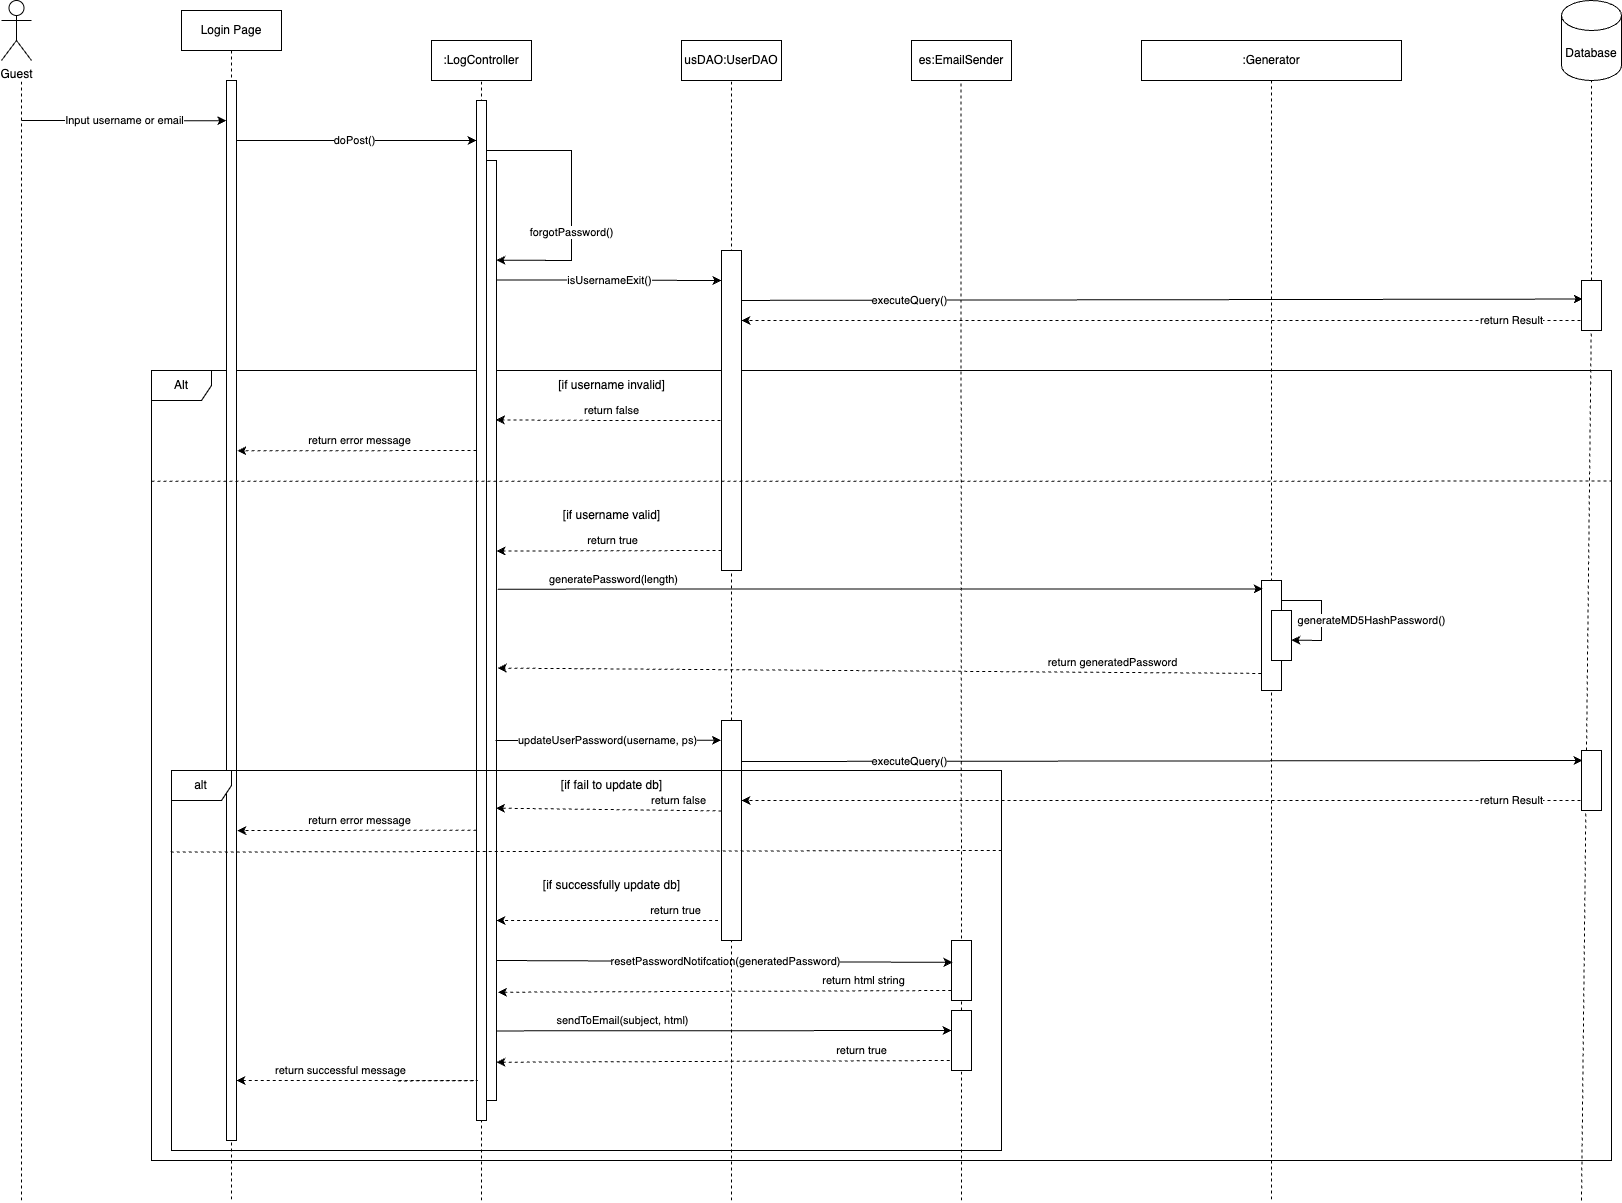 Guest
Login Page
:LogController
usDAO:UserDAO
es:EmailSender
:Generator
Database
Input username or email
doPost()
forgotPassword()
isUsernameExit()
executeQuery()
return Result
Alt
[if username invalid]
return false
return error message
[if username valid]
return true
generatePassword(length)
generateMD5HashPassword()
return generatedPassword
updateUserPassword(username, ps)
executeQuery()
alt
[if fail to update db]
return false
return Result
return error message
[if successfully update db]
return true
resetPasswordNotifcation(generatedPassword)
return html string
sendToEmail(subject, html)
return true
return successful message